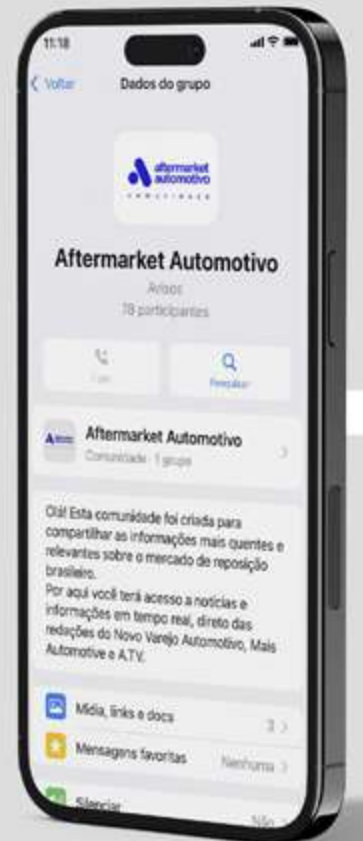 11:18
Voltar
Dados do grupo
aftermarket
automotivo
COMUNIDADE
Aftermarket Automotivo
Avisos
78 participantes
Pesquisar
Aftermarket Automotivo
Comunidade · 1 grupo
Olá! Esta comunidade foi criada para
compartilhar as informações mais quentes e
relevantes sobre o mercado de reposição
brasileiro.
Por aqui você terá acesso a notícias e
informações em tempo real, direto das
redações do Novo Varejo Automotivo, Mais
Automotive e A.TV.
Mídia, links e docs
3
Mensagens favoritas
Nenhuma
Silenciar
Não